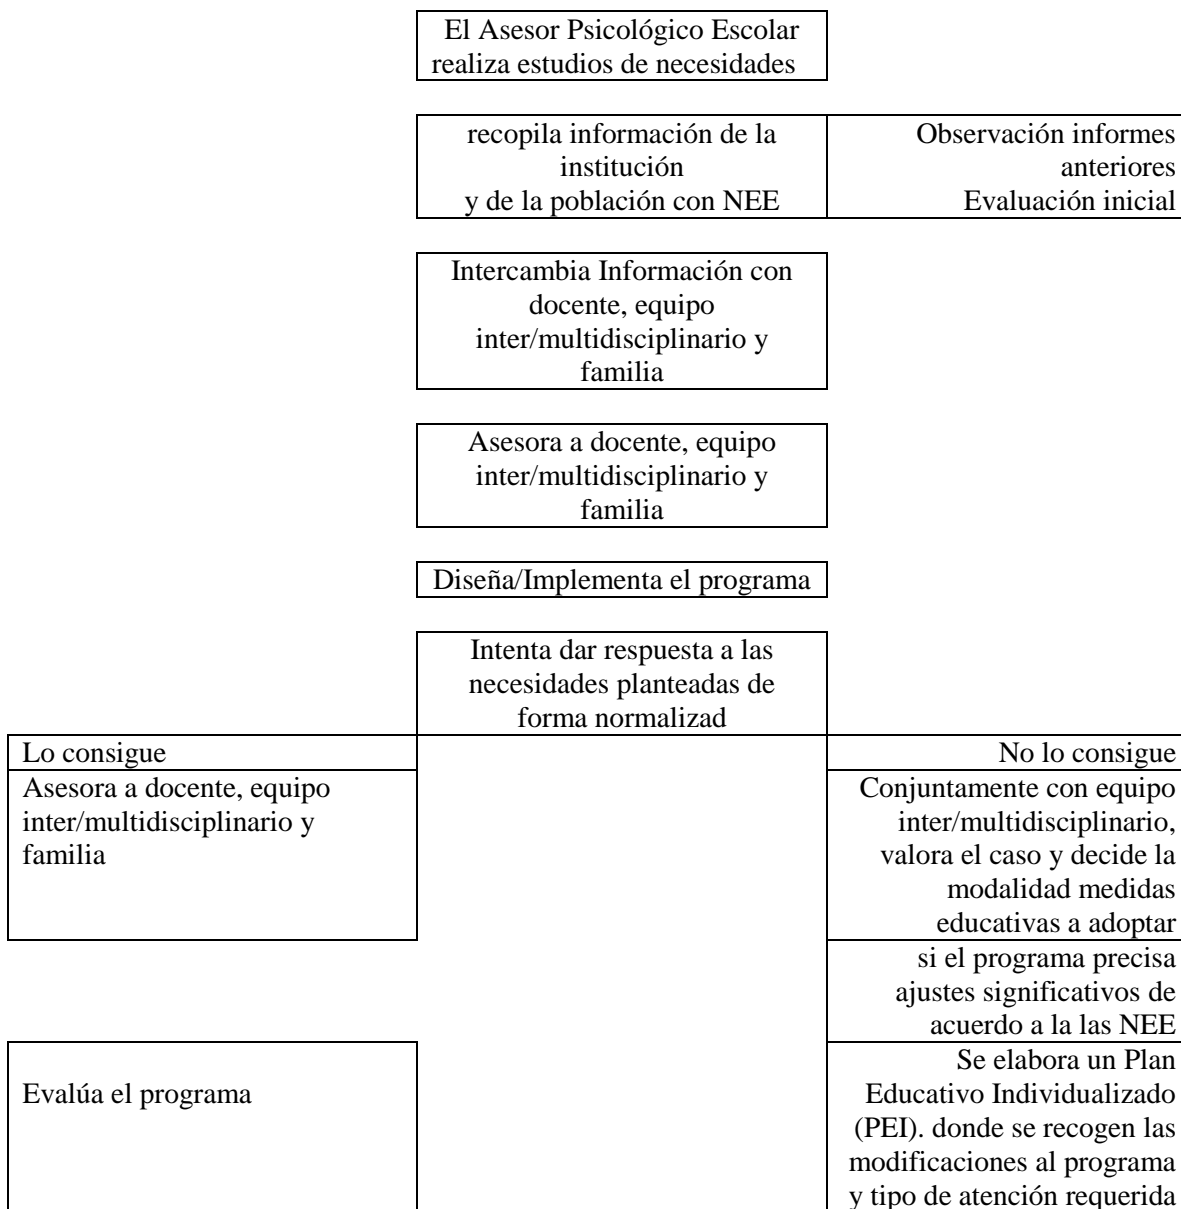 El Asesor Psicológico Escolar
realiza estudios de necesidades
recopila información de la
institución
y de la población con NEE
Observación informes
anteriores
Evaluación inicial
Intercambia Información con
docente, equipo
inter/multidisciplinario y
familia
Asesora a docente, equipo
inter/multidisciplinario y
familia
Diseña/Implementa el programa
Intenta dar respuesta a las
necesidades planteadas de
forma normalizad
Lo consigue
No lo consigue
Asesora a docente, equipo
inter/multidisciplinario y
familia
Conjuntamente con equipo
inter/multidisciplinario,
valora el caso y decide la
modalidad medidas
educativas a adoptar
si el programa precisa
ajustes significativos de
acuerdo a la las NEE
Evalúa el programa
Se elabora un Plan
Educativo Individualizado
(PEI). donde se recogen las
modificaciones al programa
y tipo de atención requerida